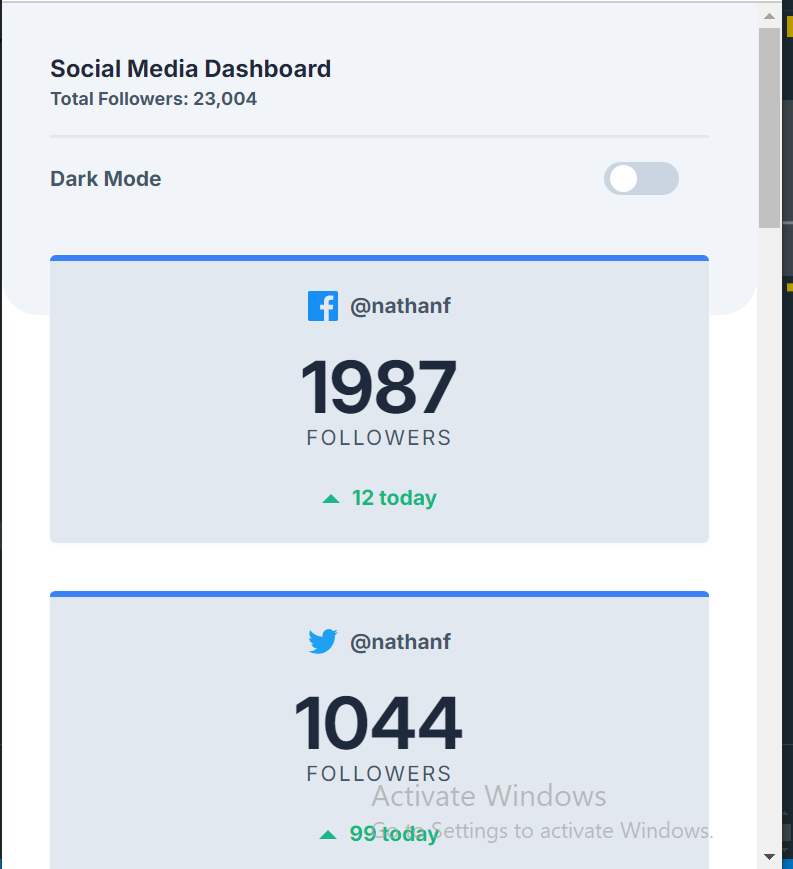 Social Media Dashboard
Total Followers: 23,004
Dark Mode
@nathanf
1987
FOLLOWERS
12 today
@nathanf
1044
FOLLOWERS
Activate Windows
99 today
Go to Settings to activate Windows.